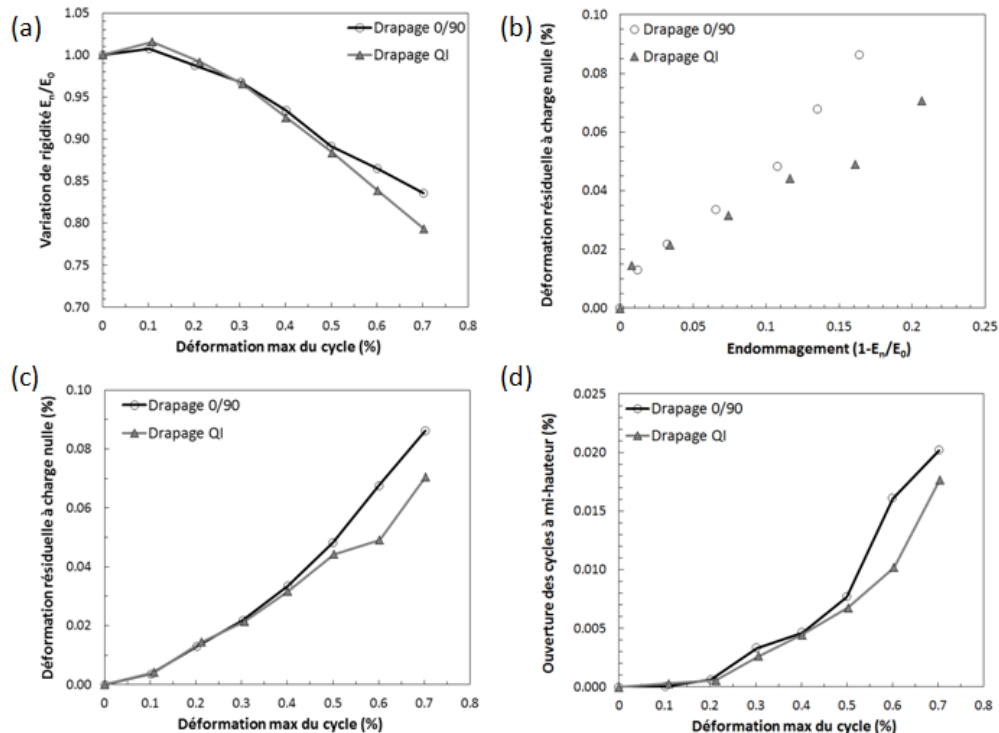 (a)
Variation de rigidité En/E0
1.05
1.00
0.95
0.90
0.85
0.80
0.75
0.70
Drapage 0/90
Drapage QI
0 0.1 0.2 0.3 0.4 0.5 0.6 0.7 0.8
Déformation max du cycle (%)
(b)
Déformation résiduelle à charge nulle (%)
0.10
0.08
0.06
0.04
0.02
0.00
Drapage 0/90
Drapage QI
0 0.05 0.1 0.15 0.2 0.25
Endommagement (1-En/E0)
(c)
Déformation résiduelle à charge nulle (%)
0.10
0.08
0.06
0.04
0.02
0.00
Drapage 0/90
Drapage QI
0 0.1 0.2 0.3 0.4 0.5 0.6 0.7 0.8
Déformation max du cycle (%)
(d)
Ouverture des cycles à mi-hauteur (%)
0.025
0.020
0.015
0.010
0.005
0.000
Drapage 0/90
Drapage QI
0 0.1 0.2 0.3 0.4 0.5 0.6 0.7 0.8
Déformation max du cycle (%)